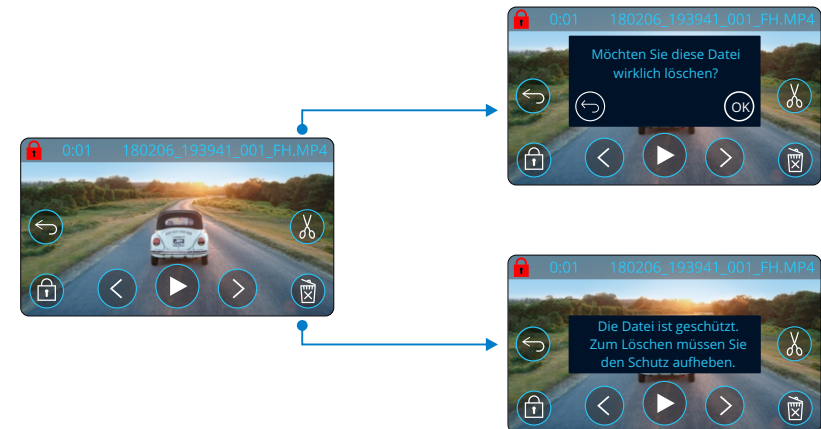 0:01 180206_193941_001_FH.MP4
Möchten Sie diese Datei
wirklich löschen?
OK
0:01 180206_193941_001_FH.MP4
0:01 180206_193941_001_FH.MP4
Die Datei ist geschützt.
Zum Löschen müssen Sie
den Schutz aufheben.